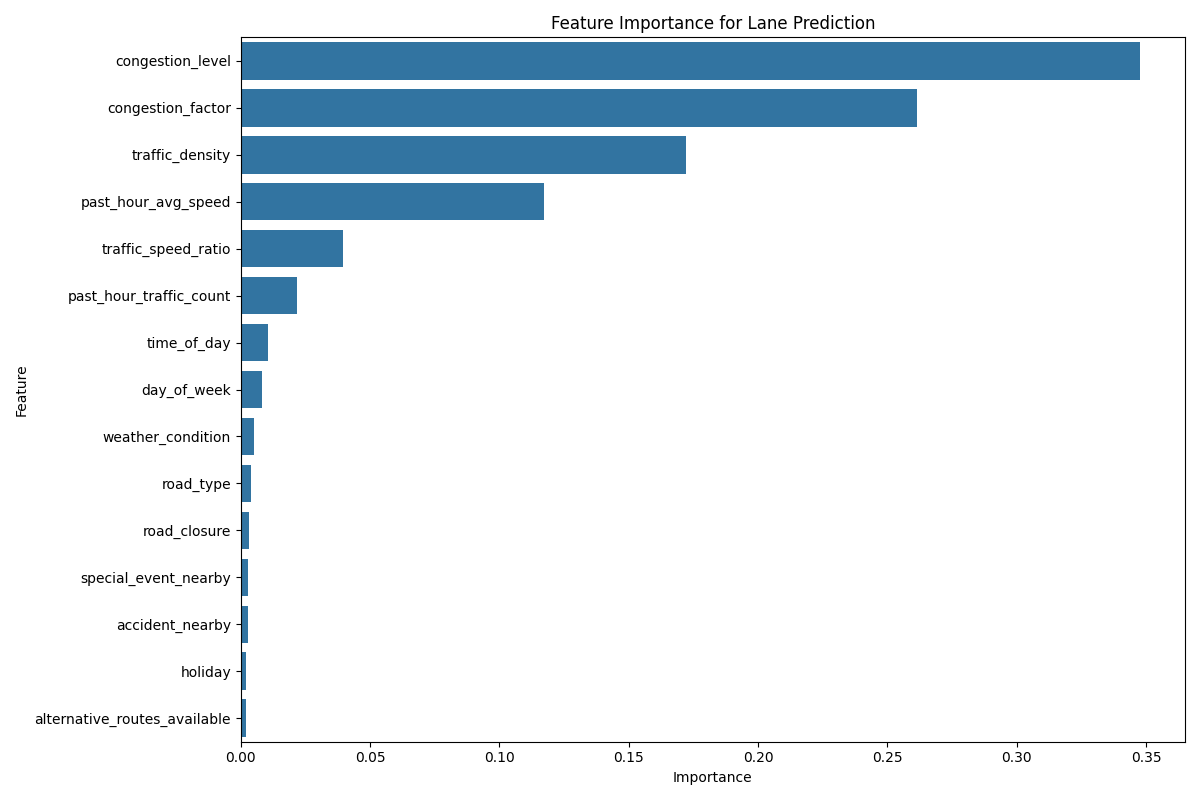 Feature Importance for Lane Prediction
congestion_level
congestion_factor
traffic_density
past_hour_avg_speed
traffic_speed_ratio
past_hour_traffic_count
time_of_day
day_of_week
weather_condition
road_type
road_closure
special_event_nearby
accident_nearby
holiday
alternative_routes_available
Feature
0.00 0.05 0.10 0.15 0.20 0.25 0.30 0.35
Importance